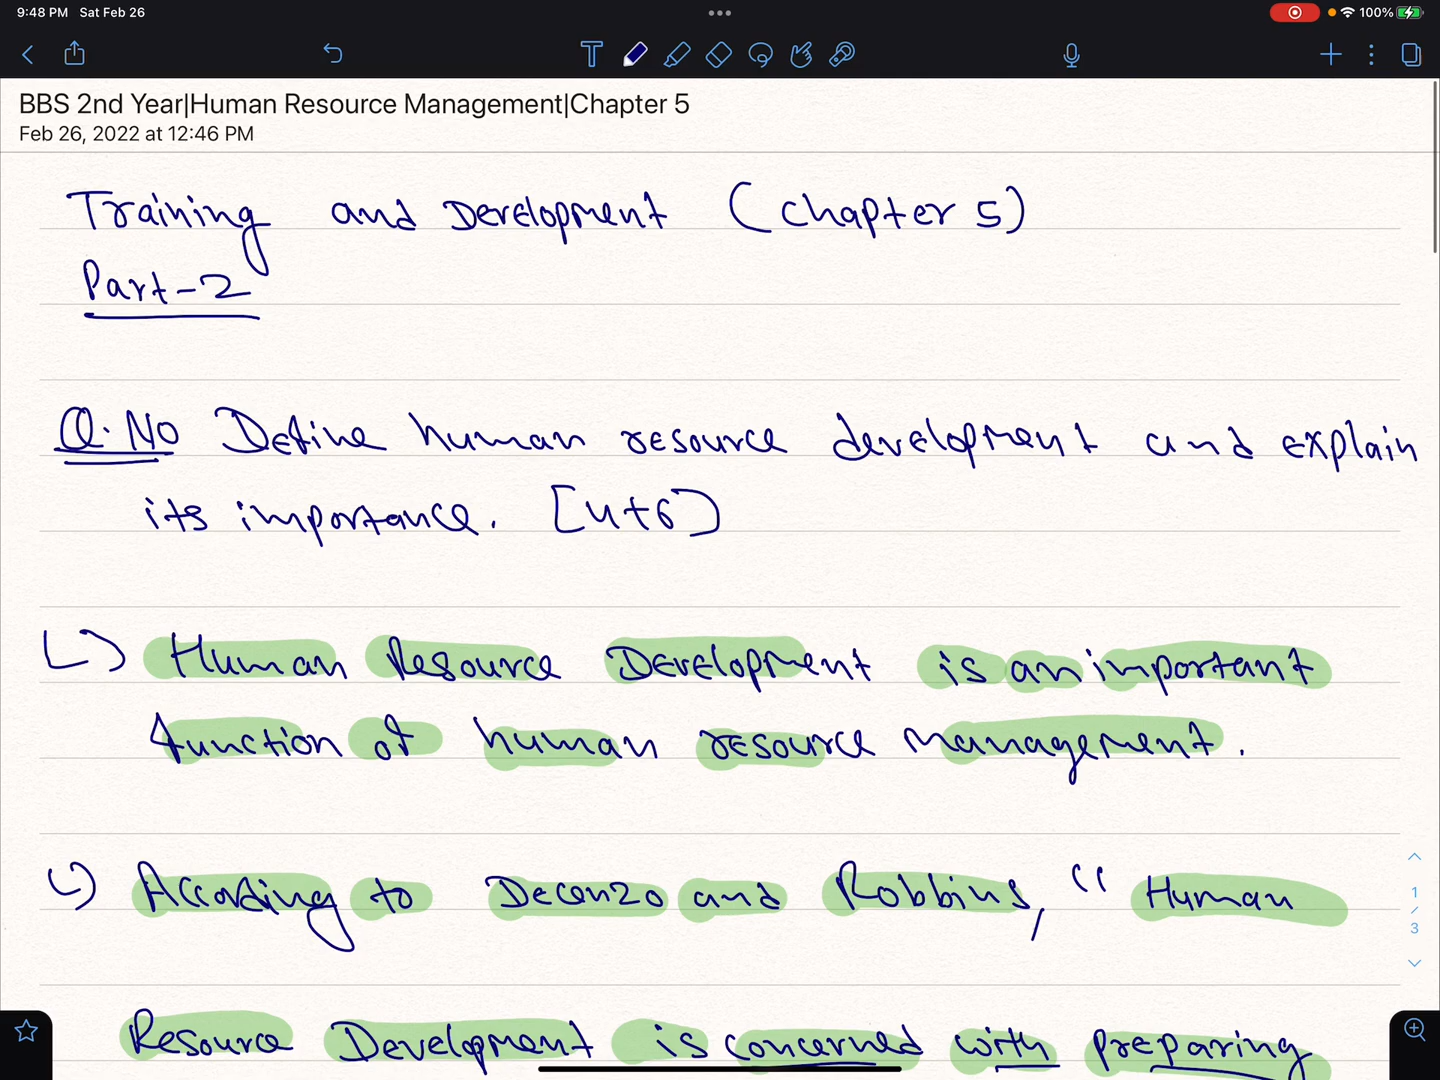 9:48 PM Sat Feb 26
100%
BBS 2nd Year|Human Resource Management|Chapter 5
Feb 26, 2022 at 12:46 PM
Training and Development (Chapter 5)
Part-2
Q.No Define human resource development and explain
its importance. [4+6]
Human Resource Development is an important
function of human resource management.
According to Decenzo and Robbins, "Human
Resource Development is concerned with preparing
1
/
3